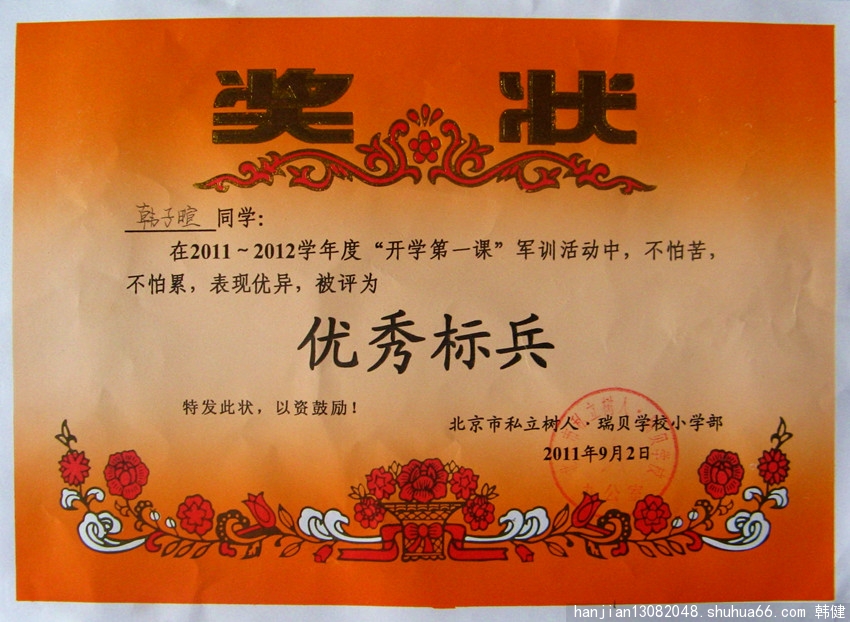 奖状
韩子暄 同学:
在2011～2012学年度“开学第一课”军训活动中，不怕苦，
不怕累，表现优异，被评为
优秀标兵
特发此状，以资鼓励！
北京市私立树人·瑞贝学校小学部
2011年9月2日
办公室
hanjian13082048.shuhua66.com 韩健